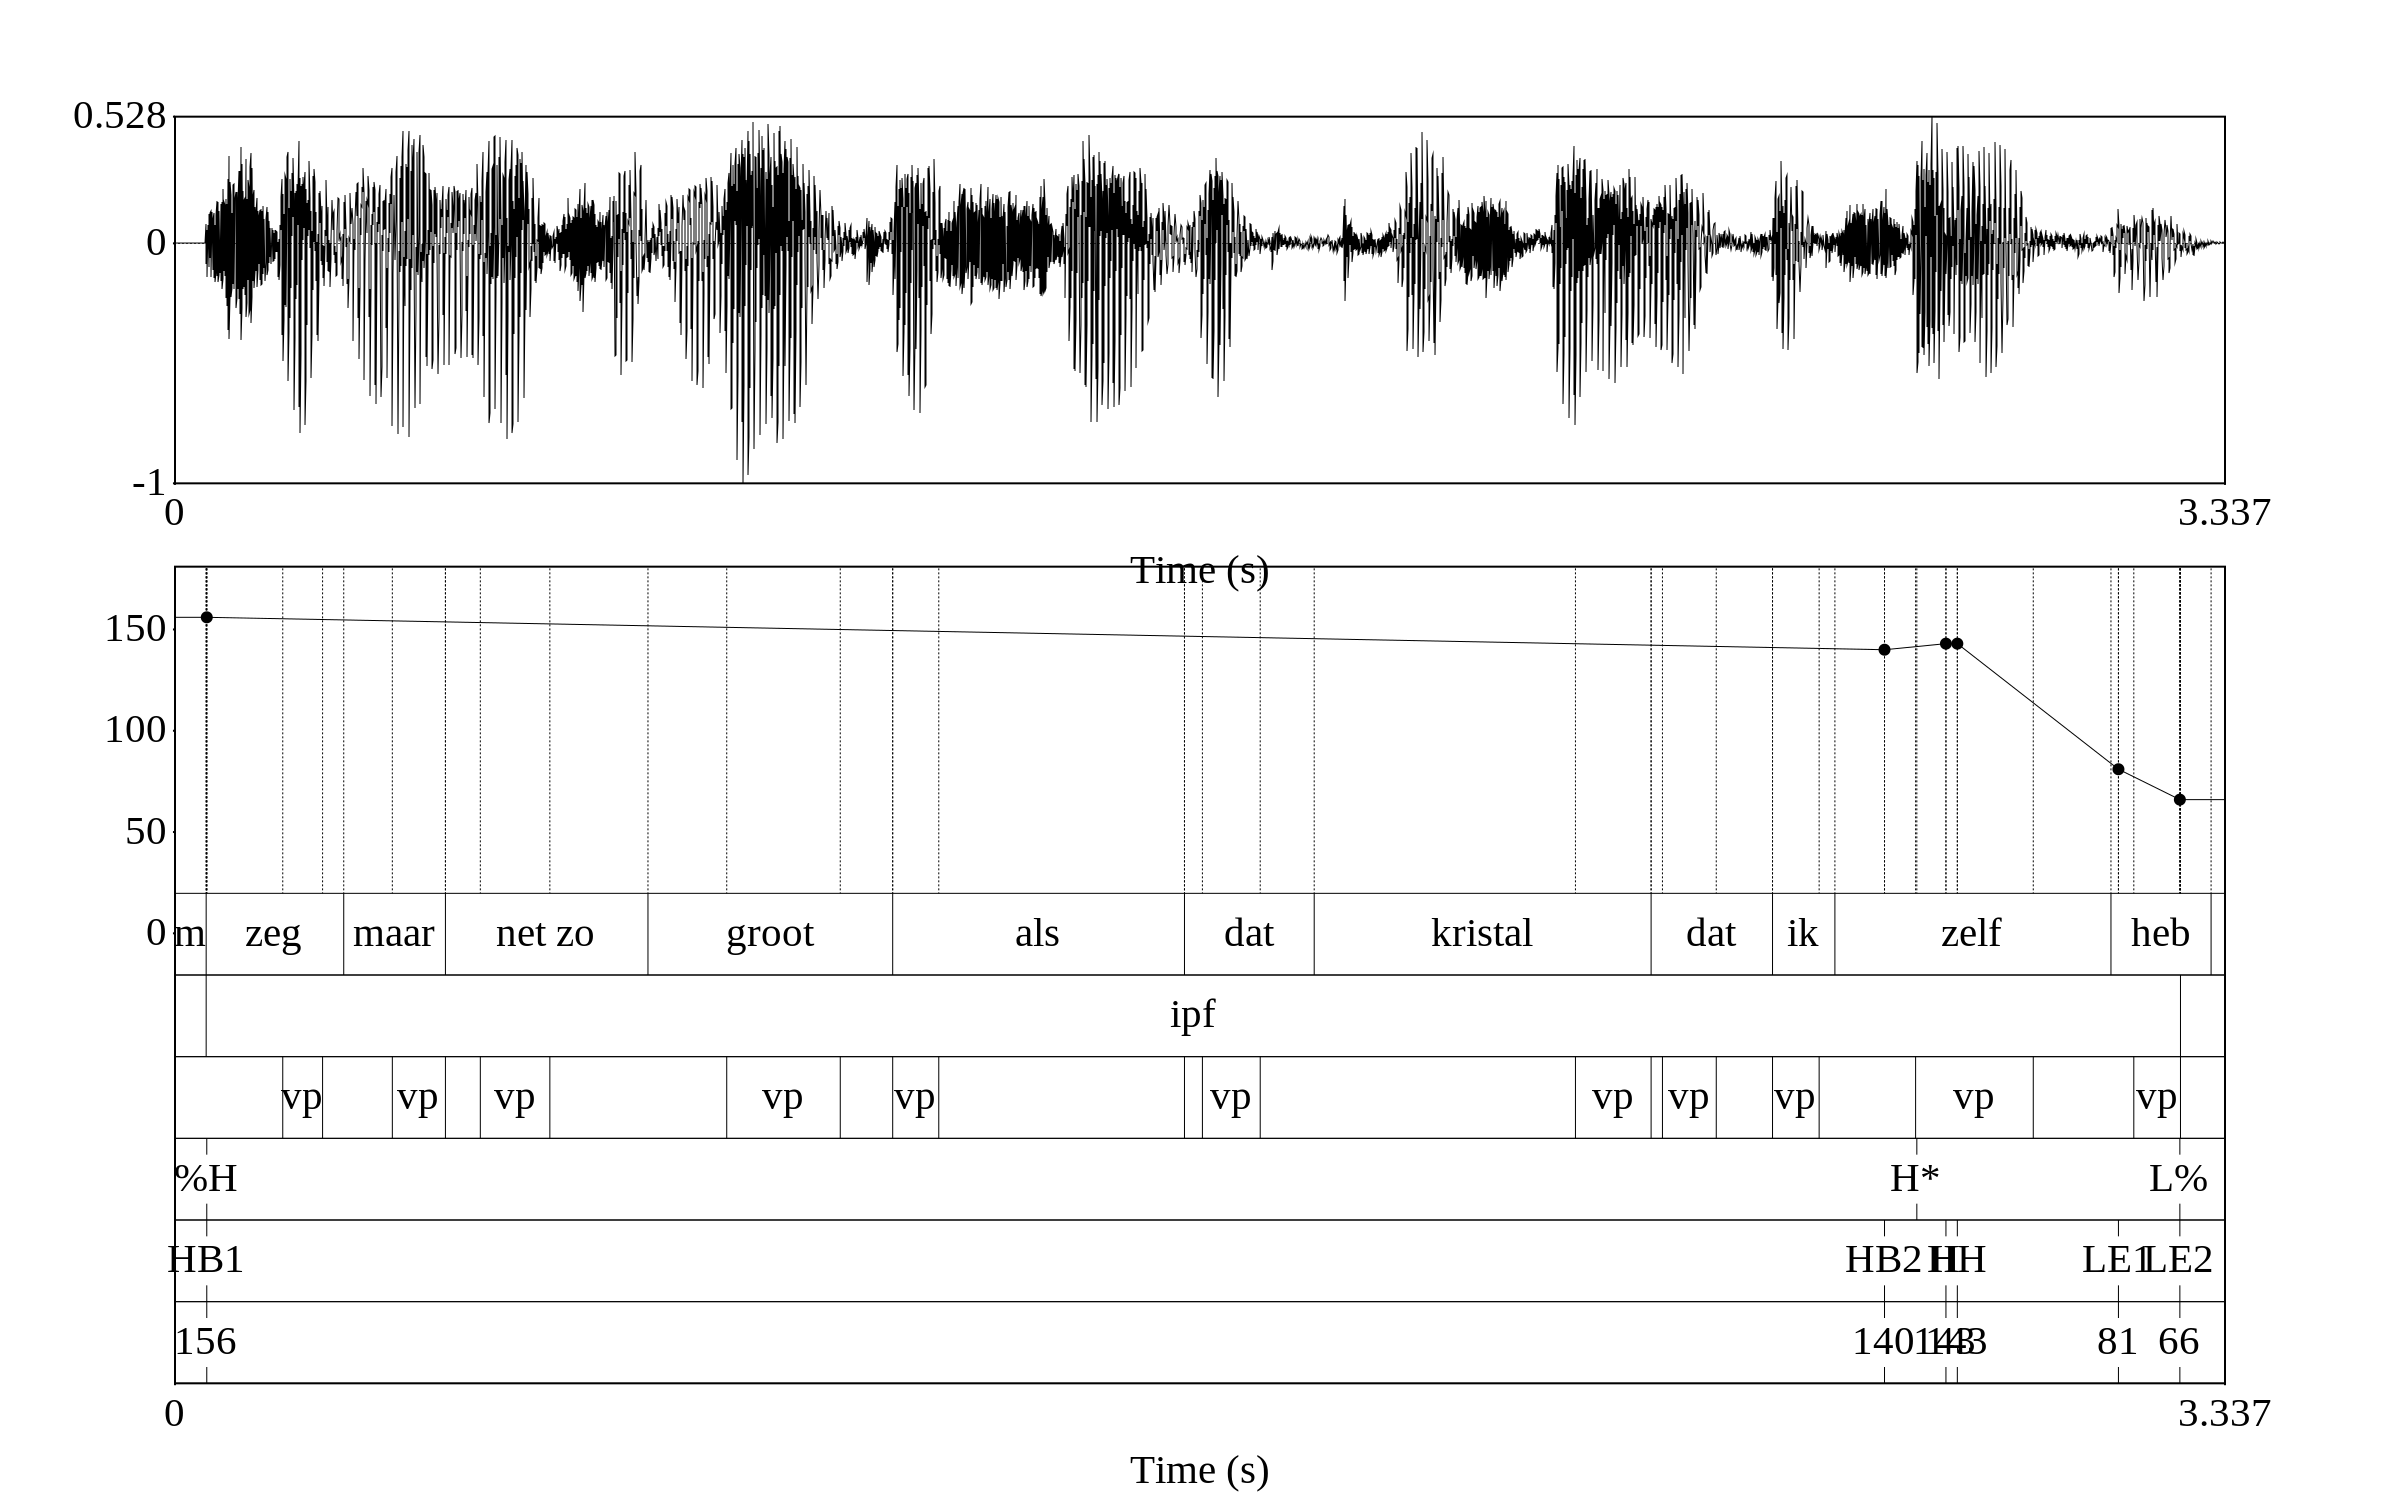 0.528
0
-1
0 3.337
Time (s)
150
100
50
0
m zeg maar net zo groot als dat kristal dat ik zelf heb
ipf
vp vp vp vp vp vp vp vp vp vp vp
%H H* L%
HB1 HB2 H H LE1 LE2
156 140 143 143 81 66
0 3.337
Time (s)